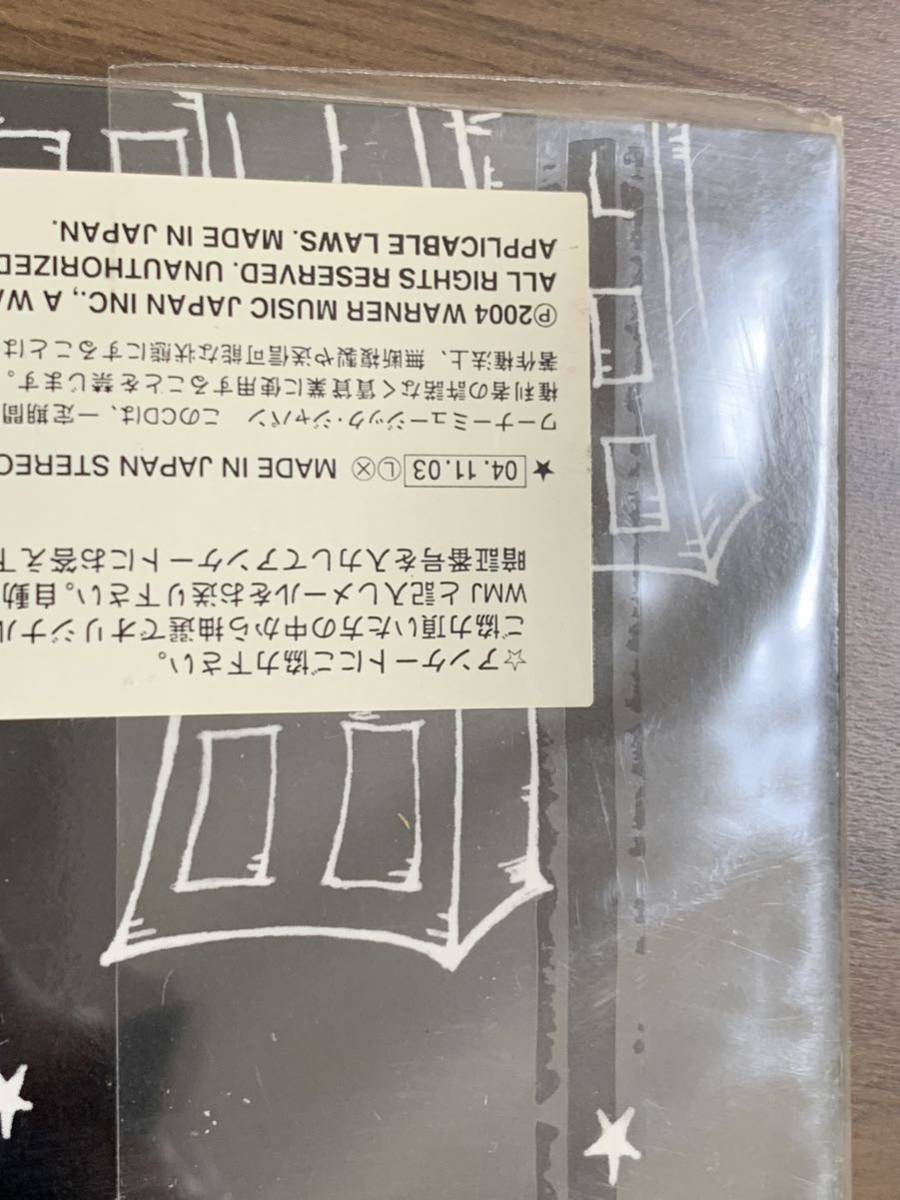 ☆アンケートにご協力下さい。
ご協力頂いた方の中から抽選でオリジナル
WMJ と記入しメールをお送り下さい。自動
暗証番号を入力してアンケートにお答え下
★ 04.11.03 Ⓛ Ⓧ MADE IN JAPAN STEREO
ワーナーミュージック・ジャパン このCDは、一定期間
権利者の許諾なく賃貸業に使用することを禁じます。
著作権法上、無断複製や送信可能な状態にすることは
℗2004 WARNER MUSIC JAPAN INC., A WA
ALL RIGHTS RESERVED. UNAUTHORIZED
APPLICABLE LAWS. MADE IN JAPAN.